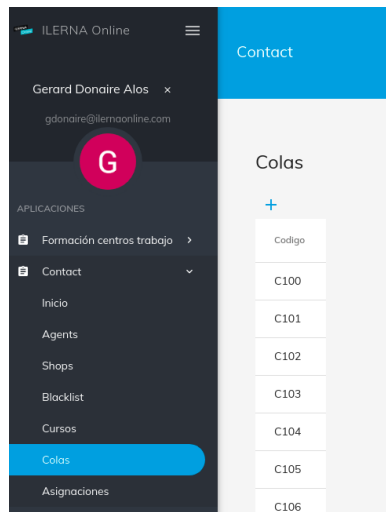 ILERNA Online
Gerard Donaire Alos ×
gdonaire@ilernaonline.com
G
APLICACIONES
Formación centros trabajo
Contact
Inicio
Agents
Shops
Blacklist
Cursos
Colas
Asignaciones
Contact
Colas
+
Codigo
C100
C101
C102
C103
C104
C105
C106